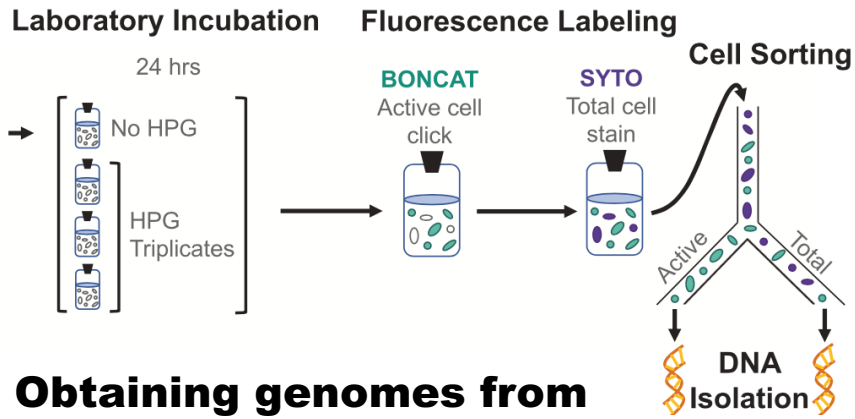 Laboratory Incubation
24 hrs
No HPG
HPG
Triplicates
Fluorescence Labeling
BONCAT
Active cell
click
SYTO
Total cell
stain
Cell Sorting
Active
Total
DNA
Isolation
Obtaining genomes from